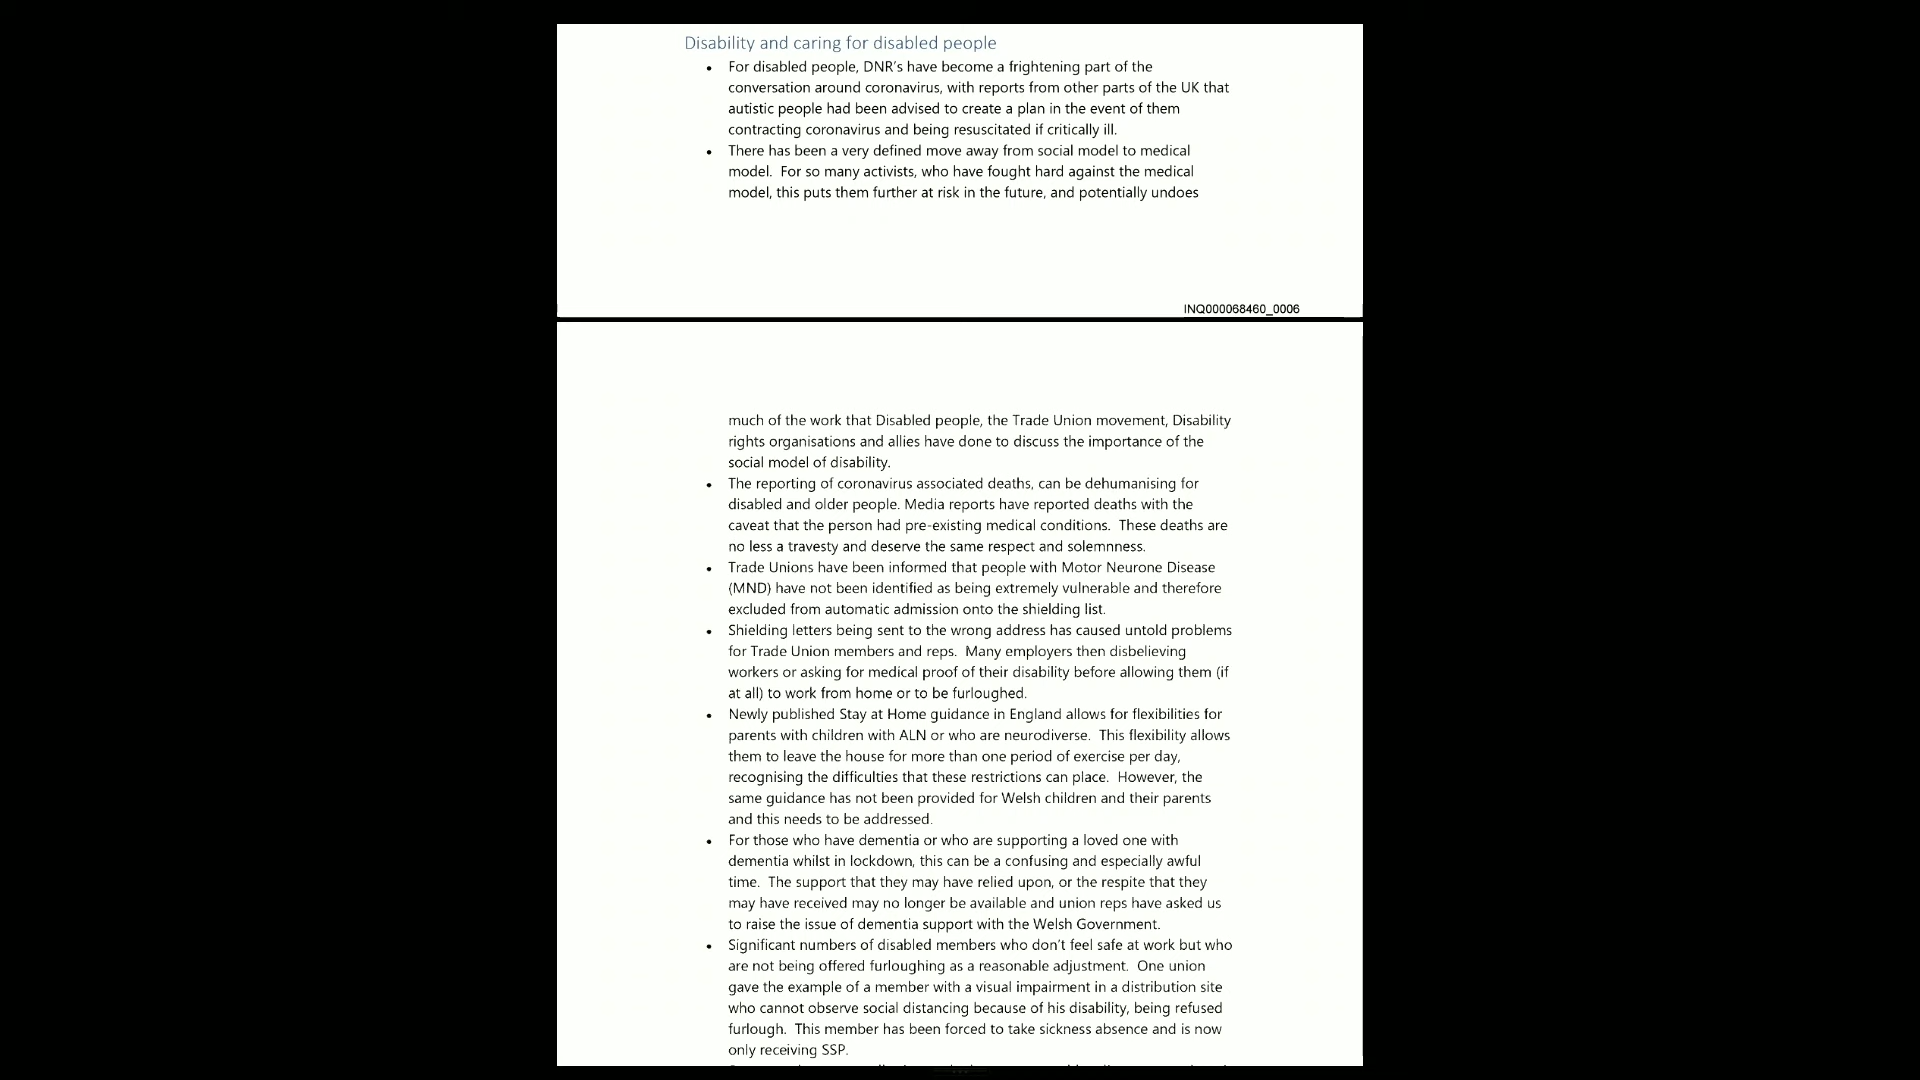 Disability and caring for disabled people
• For disabled people, DNR's have become a frightening part of the
conversation around coronavirus, with reports from other parts of the UK that
autistic people had been advised to create a plan in the event of them
contracting coronavirus and being resuscitated if critically ill.
• There has been a very defined move away from social model to medical
model.  For so many activists, who have fought hard against the medical
model, this puts them further at risk in the future, and potentially undoes
INQ000068460_0006
much of the work that Disabled people, the Trade Union movement, Disability
rights organisations and allies have done to discuss the importance of the
social model of disability.
• The reporting of coronavirus associated deaths, can be dehumanising for
disabled and older people. Media reports have reported deaths with the
caveat that the person had pre-existing medical conditions.  These deaths are
no less a travesty and deserve the same respect and solemnness.
• Trade Unions have been informed that people with Motor Neurone Disease
(MND) have not been identified as being extremely vulnerable and therefore
excluded from automatic admission onto the shielding list.
• Shielding letters being sent to the wrong address has caused untold problems
for Trade Union members and reps.  Many employers then disbelieving
workers or asking for medical proof of their disability before allowing them (if
at all) to work from home or to be furloughed.
• Newly published Stay at Home guidance in England allows for flexibilities for
parents with children with ALN or who are neurodiverse.  This flexibility allows
them to leave the house for more than one period of exercise per day,
recognising the difficulties that these restrictions can place.  However, the
same guidance has not been provided for Welsh children and their parents
and this needs to be addressed.
• For those who have dementia or who are supporting a loved one with
dementia whilst in lockdown, this can be a confusing and especially awful
time.  The support that they may have relied upon, or the respite that they
may have received may no longer be available and union reps have asked us
to raise the issue of dementia support with the Welsh Government.
• Significant numbers of disabled members who don't feel safe at work but who
are not being offered furloughing as a reasonable adjustment.  One union
gave the example of a member with a visual impairment in a distribution site
who cannot observe social distancing because of his disability, being refused
furlough.  This member has been forced to take sickness absence and is now
only receiving SSP.